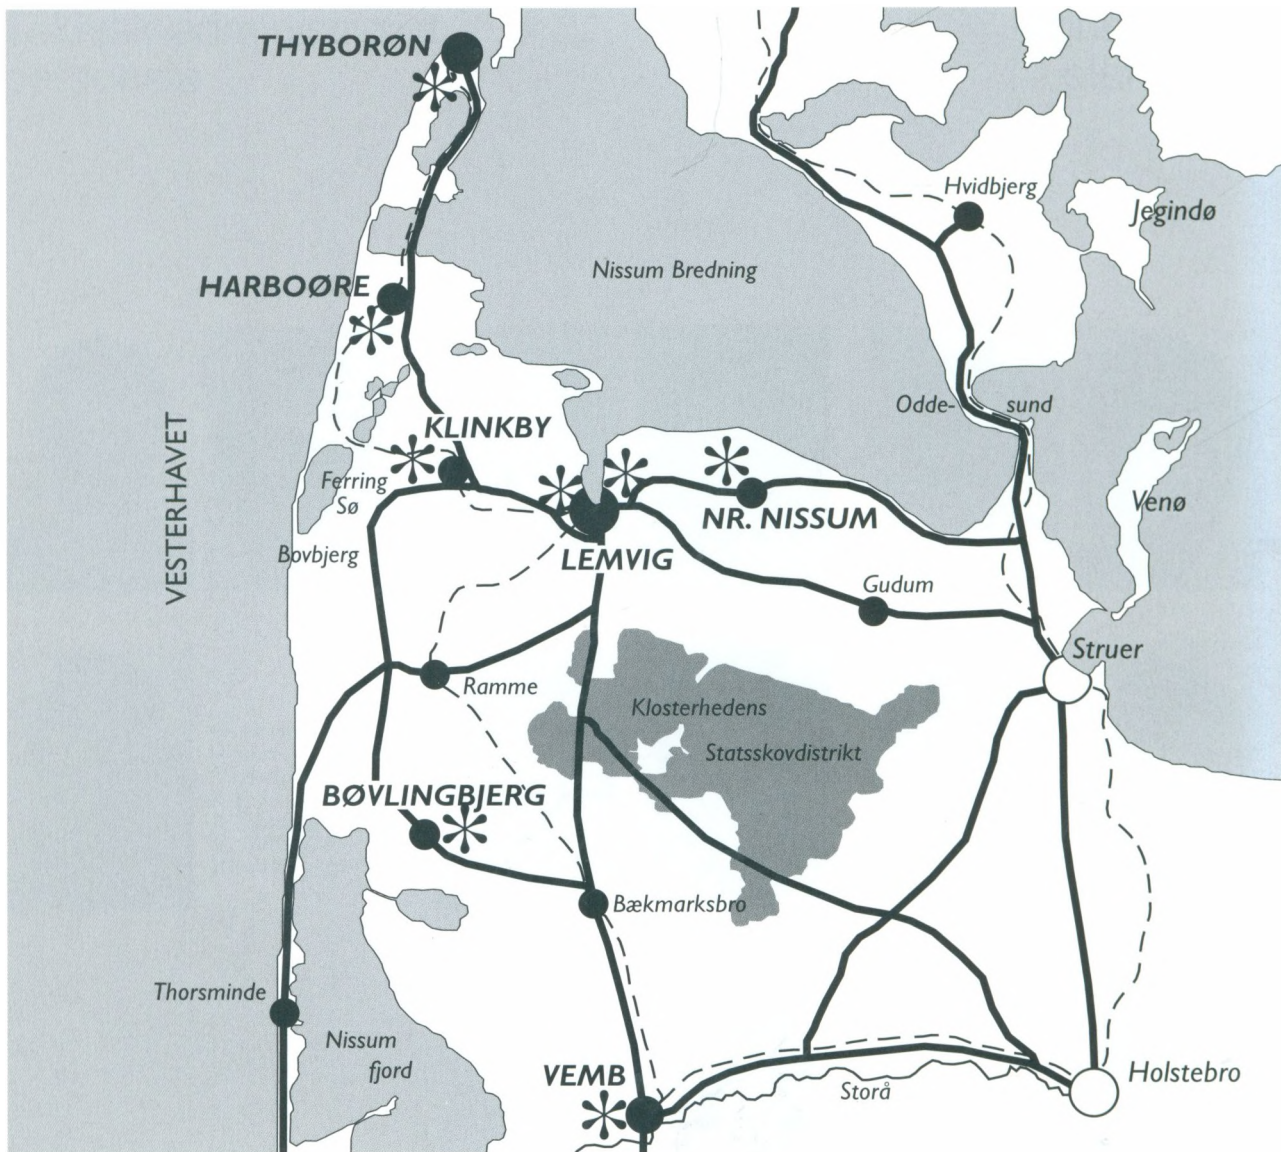 THYBORØN
Hvidbjerg
Jegindø
Nissum Bredning
HARBOØRE
Odde-
sund
KLINKBY
VESTERHAVET
Ferring
Sø
Venø
NR. NISSUM
Bovbjerg
LEMVIG
Gudum
Struer
Ramme
Klosterhedens
Statsskovdistrikt
BØVLINGBJERG
Bækmarksbro
Thorsminde
Nissum
fjord
VEMB
Holstebro
Storå